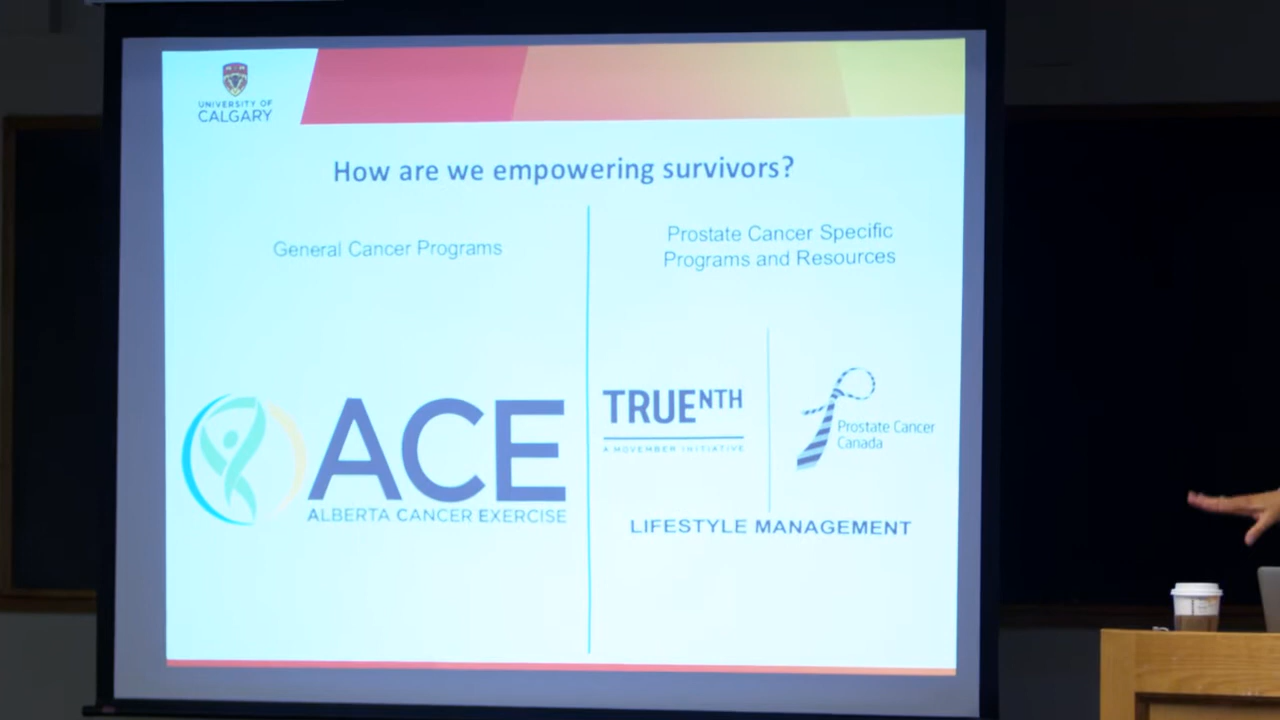 UNIVERSITY OF
CALGARY
How are we empowering survivors?
General Cancer Programs
Prostate Cancer Specific
Programs and Resources
ACE
ALBERTA CANCER EXERCISE
TRUENTH
A MOVEMBER INITIATIVE
Prostate Cancer
Canada
LIFESTYLE MANAGEMENT